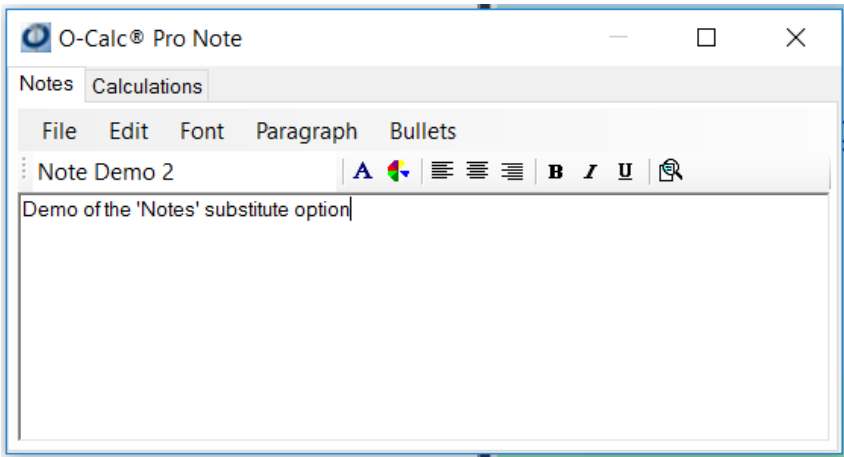 O-Calc® Pro Note
Notes Calculations
File Edit Font Paragraph Bullets
Note Demo 2 A B I U
Demo of the 'Notes' substitute option